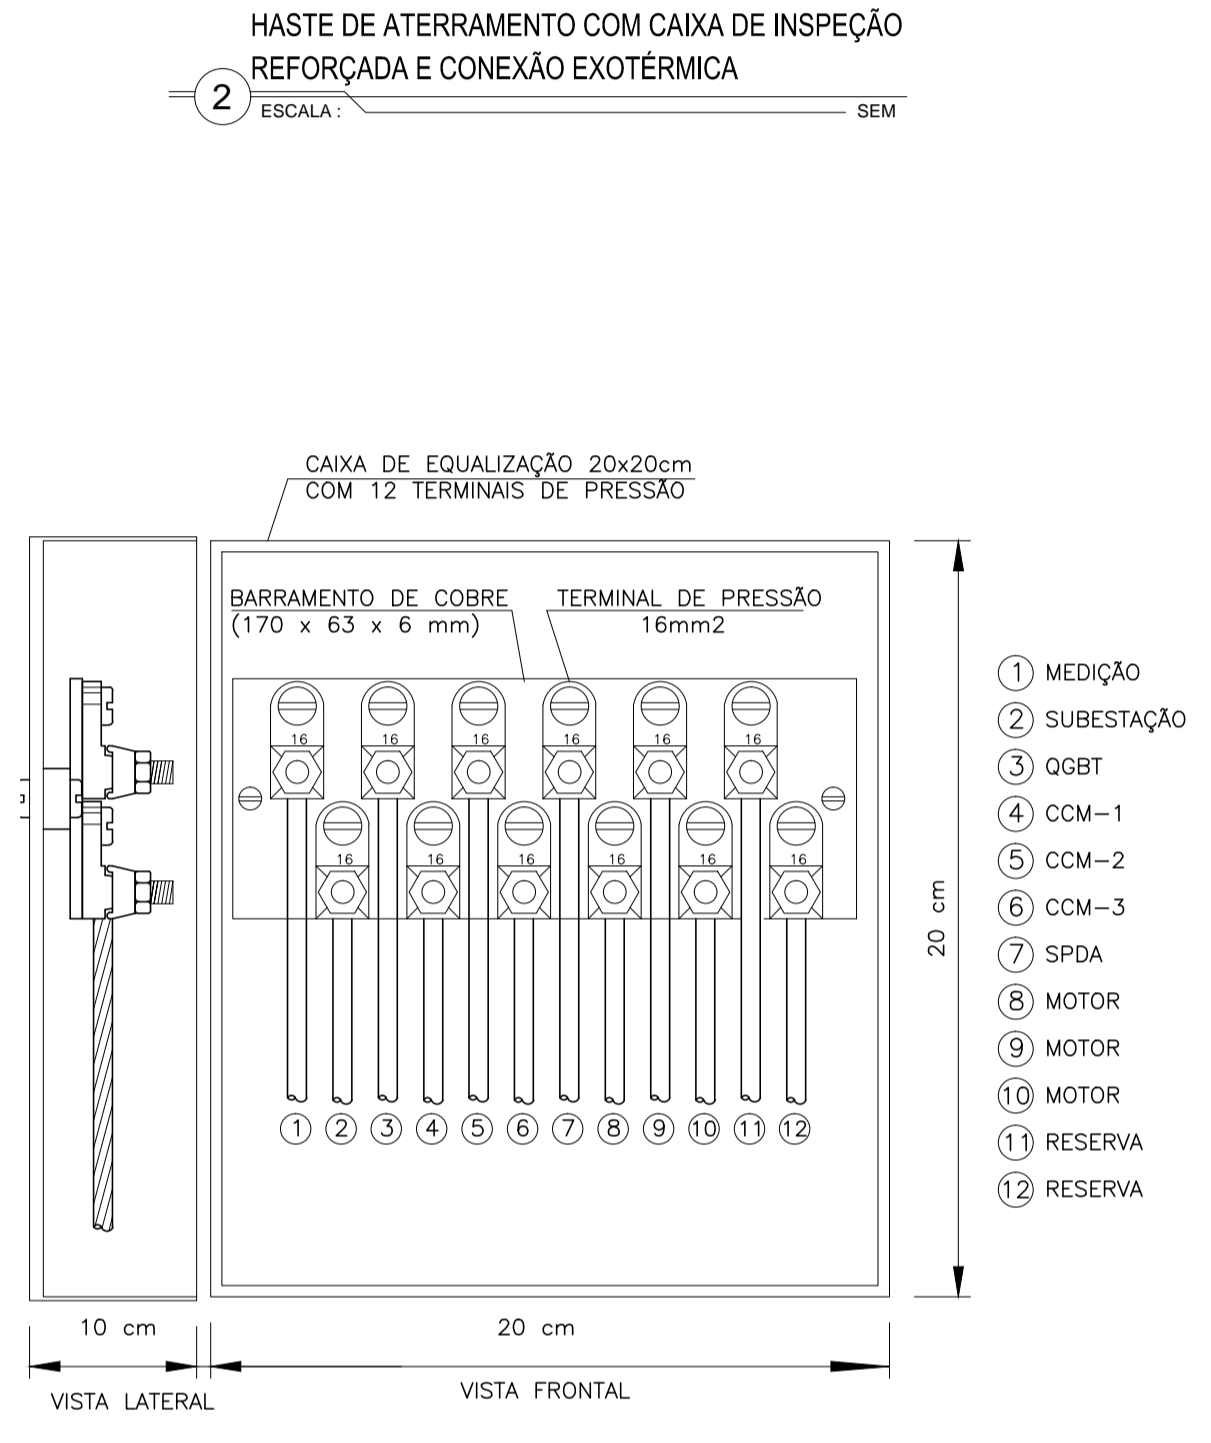 HASTE DE ATERRAMENTO COM CAIXA DE INSPEÇÃO
REFORÇADA E CONEXÃO EXOTÉRMICA
2
ESCALA :
SEM
CAIXA DE EQUALIZAÇÃO 20x20cm
COM 12 TERMINAIS DE PRESSÃO
BARRAMENTO DE COBRE
(170 x 63 x 6 mm)
TERMINAL DE PRESSÃO
16mm2
16 16 16 16 16 16
16 16 16 16 16 16
1 2 3 4 5 6 7 8 9 10 11 12
20 cm
1 MEDIÇÃO
2 SUBESTAÇÃO
3 QGBT
4 CCM-1
5 CCM-2
6 CCM-3
7 SPDA
8 MOTOR
9 MOTOR
10 MOTOR
11 RESERVA
12 RESERVA
10 cm
20 cm
VISTA LATERAL
VISTA FRONTAL